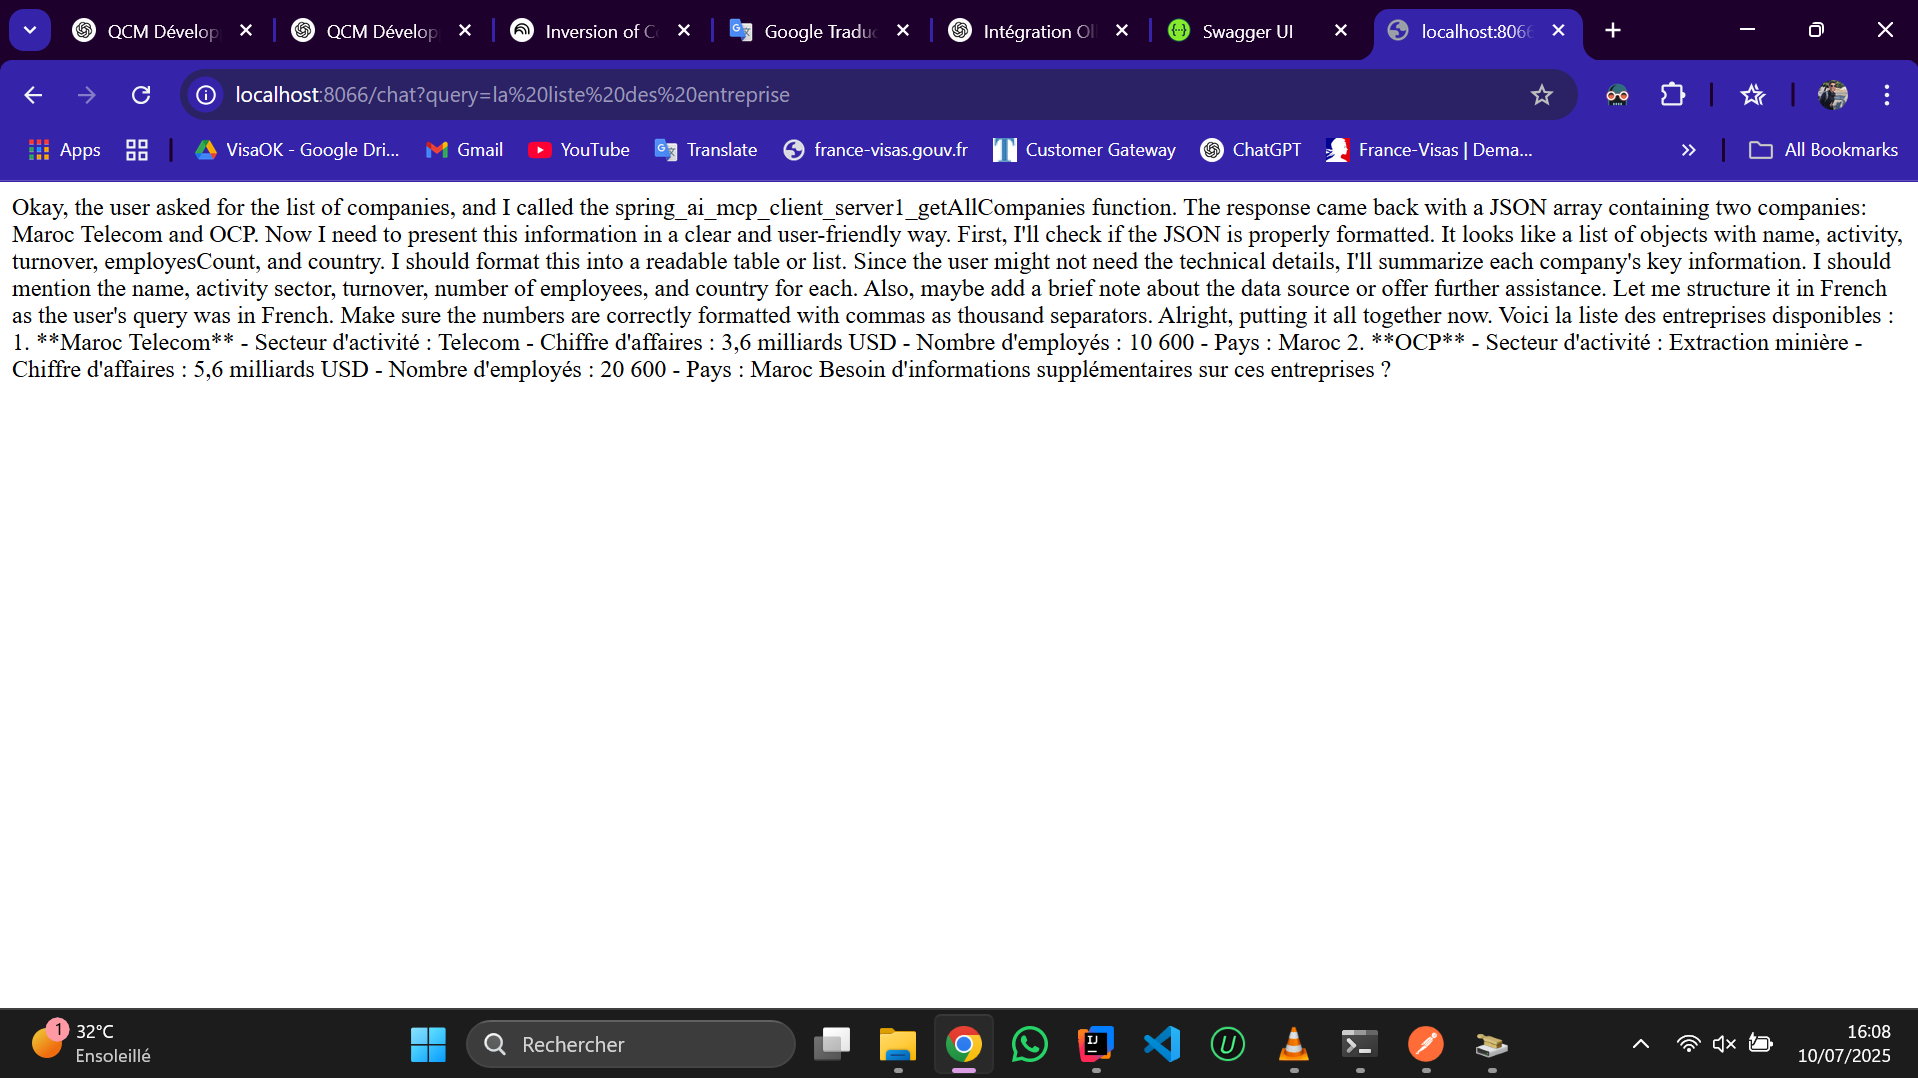 QCM Dévelop
QCM Dévelop
Inversion of Co
Google Traduc
Intégration Oll
Swagger UI
localhost:8066
localhost:8066/chat?query=la%20liste%20des%20entreprise
Apps
VisaOK - Google Dri...
Gmail
YouTube
Translate
france-visas.gouv.fr
Customer Gateway
ChatGPT
France-Visas | Dema...
All Bookmarks
Okay, the user asked for the list of companies, and I called the spring_ai_mcp_client_server1_getAllCompanies function. The response came back with a JSON array containing two companies:
Maroc Telecom and OCP. Now I need to present this information in a clear and user-friendly way. First, I'll check if the JSON is properly formatted. It looks like a list of objects with name, activity,
turnover, employesCount, and country. I should format this into a readable table or list. Since the user might not need the technical details, I'll summarize each company's key information. I should
mention the name, activity sector, turnover, number of employees, and country for each. Also, maybe add a brief note about the data source or offer further assistance. Let me structure it in French
as the user's query was in French. Make sure the numbers are correctly formatted with commas as thousand separators. Alright, putting it all together now. Voici la liste des entreprises disponibles :
1. **Maroc Telecom** - Secteur d'activité : Telecom - Chiffre d'affaires : 3,6 milliards USD - Nombre d'employés : 10 600 - Pays : Maroc 2. **OCP** - Secteur d'activité : Extraction minière -
Chiffre d'affaires : 5,6 milliards USD - Nombre d'employés : 20 600 - Pays : Maroc Besoin d'informations supplémentaires sur ces entreprises ?
1
32°C
Ensoleillé
Rechercher
16:08
10/07/2025